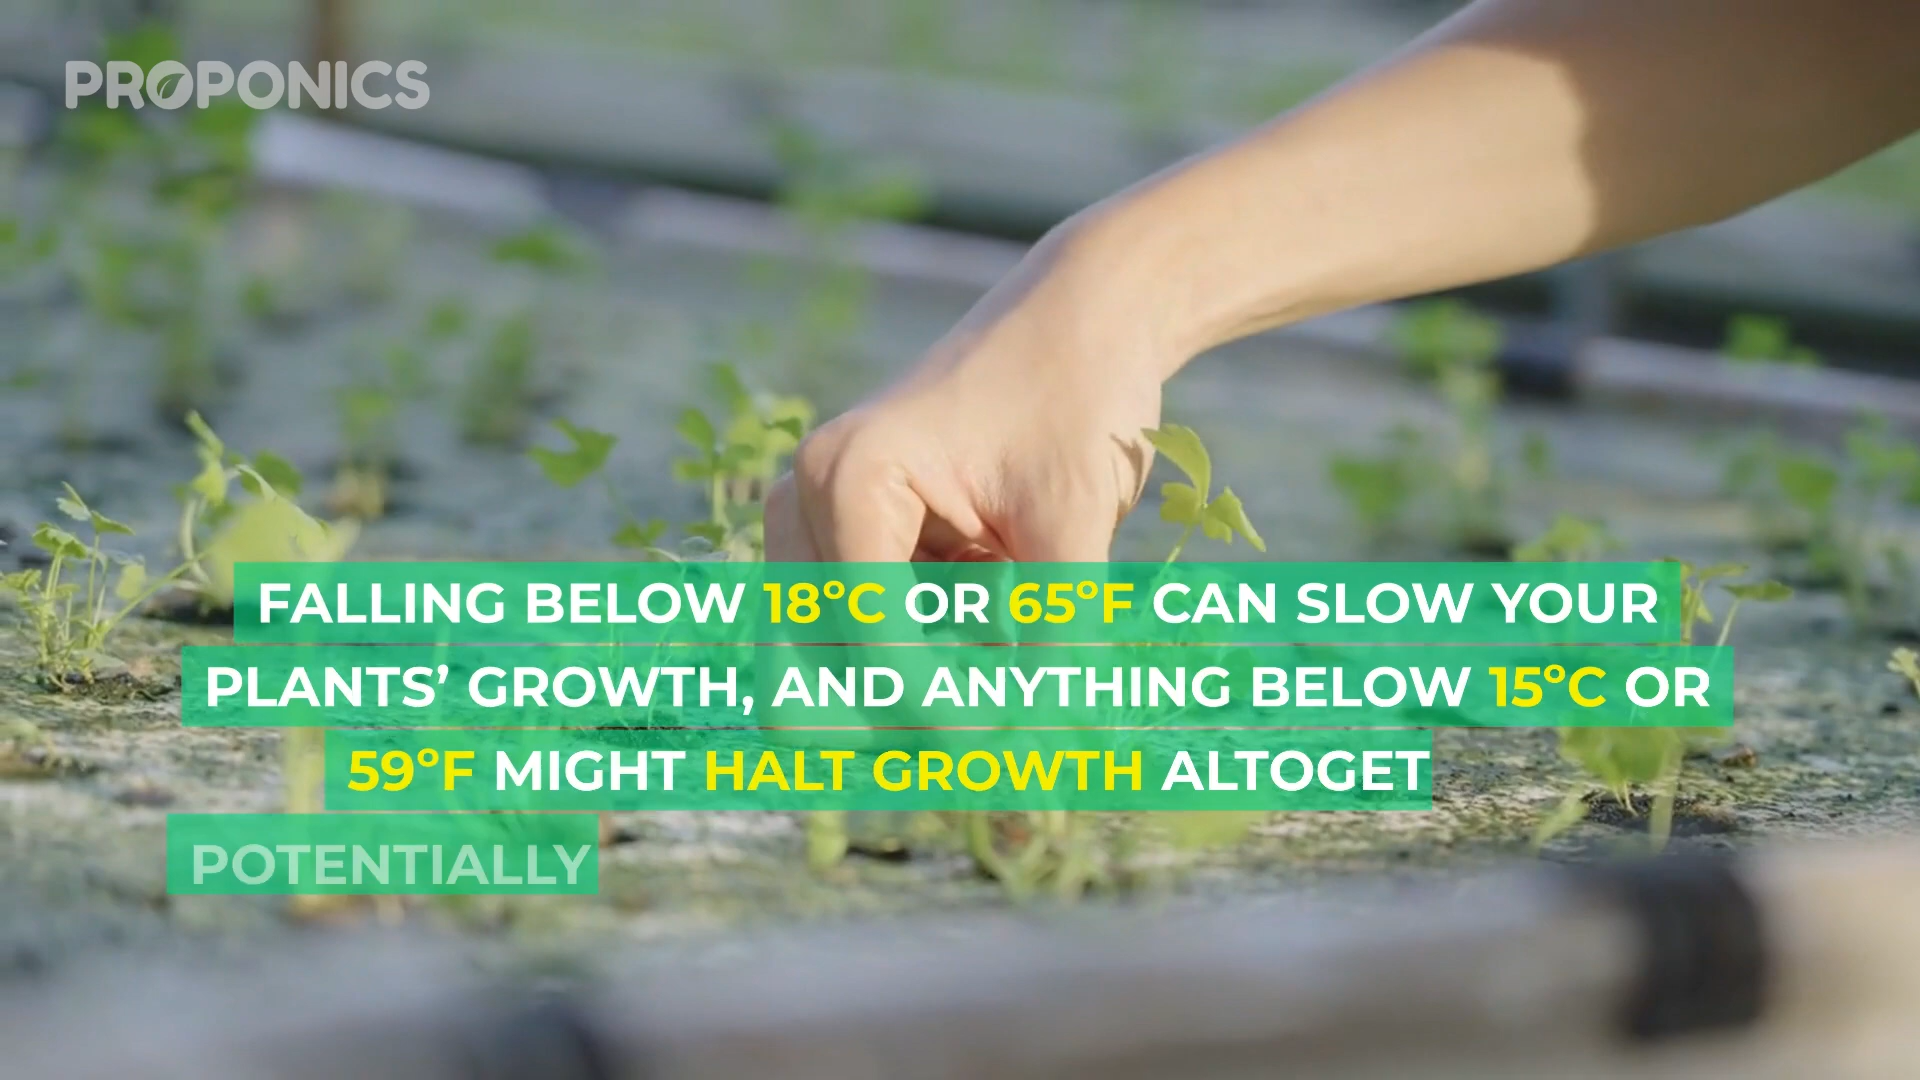 PROPONICS
FALLING BELOW 18°C OR 65°F CAN SLOW YOUR
PLANTS' GROWTH, AND ANYTHING BELOW 15°C OR
59°F MIGHT HALT GROWTH ALTOGET
POTENTIALLY